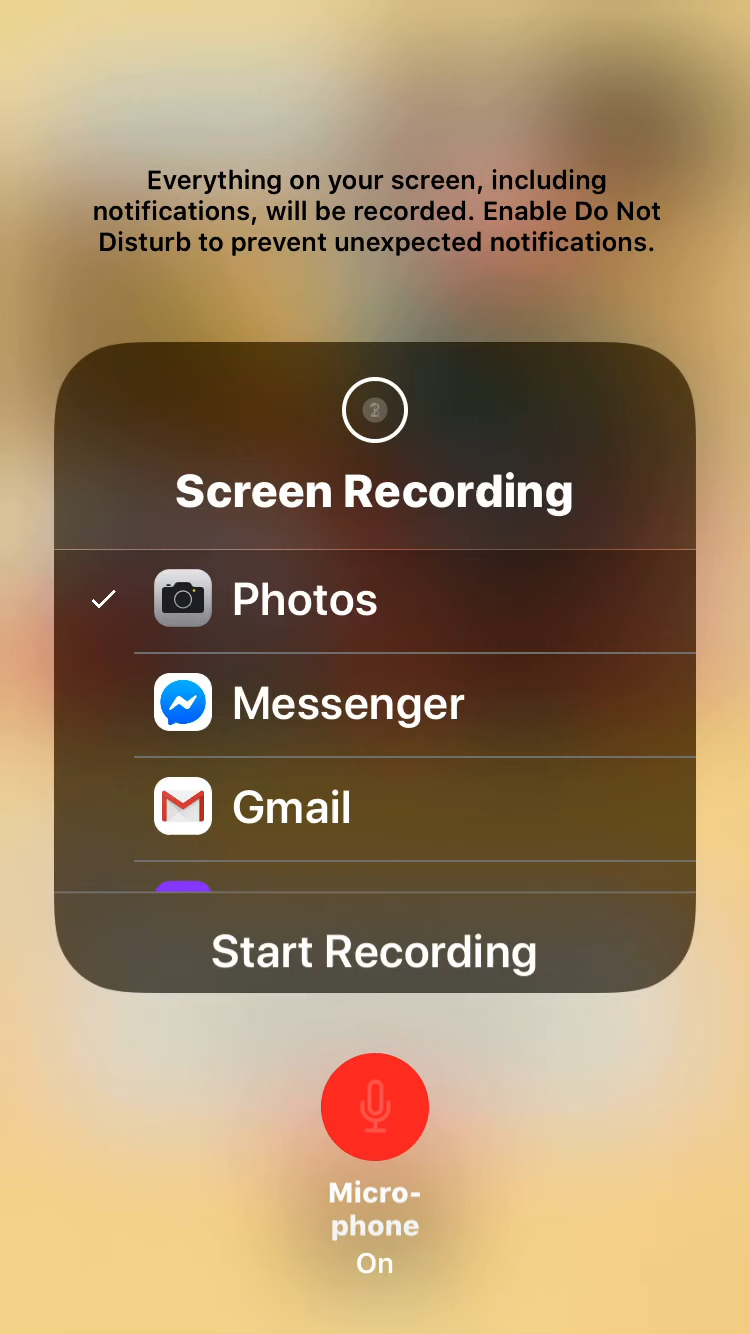 Everything on your screen, including
notifications, will be recorded. Enable Do Not
Disturb to prevent unexpected notifications.
Screen Recording
Photos
Messenger
Gmail
Start Recording
Micro-
phone
On